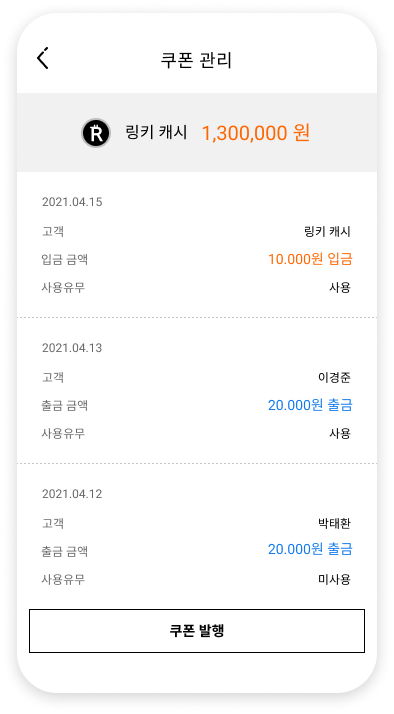 쿠폰 관리
링키 캐시 1,300,000 원
2021.04.15
고객 링키 캐시
입금 금액 10.000원 입금
사용유무 사용
2021.04.13
고객 이경준
출금 금액 20.000원 출금
사용유무 사용
2021.04.12
고객 박태환
출금 금액 20.000원 출금
사용유무 미사용
쿠폰 발행